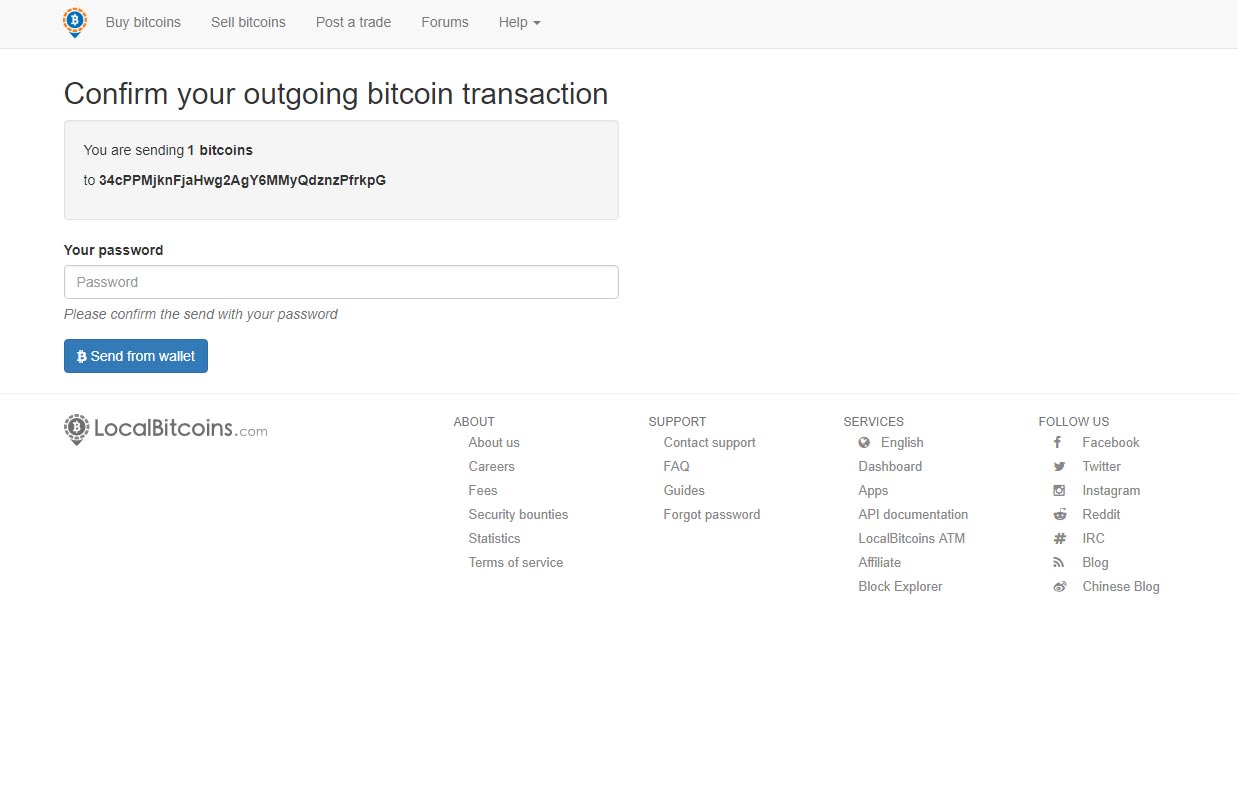 Buy bitcoins Sell bitcoins Post a trade Forums Help
Confirm your outgoing bitcoin transaction
You are sending 1 bitcoins
to 34cPPMjknFjaHwg2AgY6MMyQdznzPfrkpG
Your password
Password
Please confirm the send with your password
Send from wallet
LocalBitcoins.com
ABOUT
About us
Careers
Fees
Security bounties
Statistics
Terms of service
SUPPORT
Contact support
FAQ
Guides
Forgot password
SERVICES
English
Dashboard
Apps
API documentation
LocalBitcoins ATM
Affiliate
Block Explorer
FOLLOW US
Facebook
Twitter
Instagram
Reddit
IRC
Blog
Chinese Blog